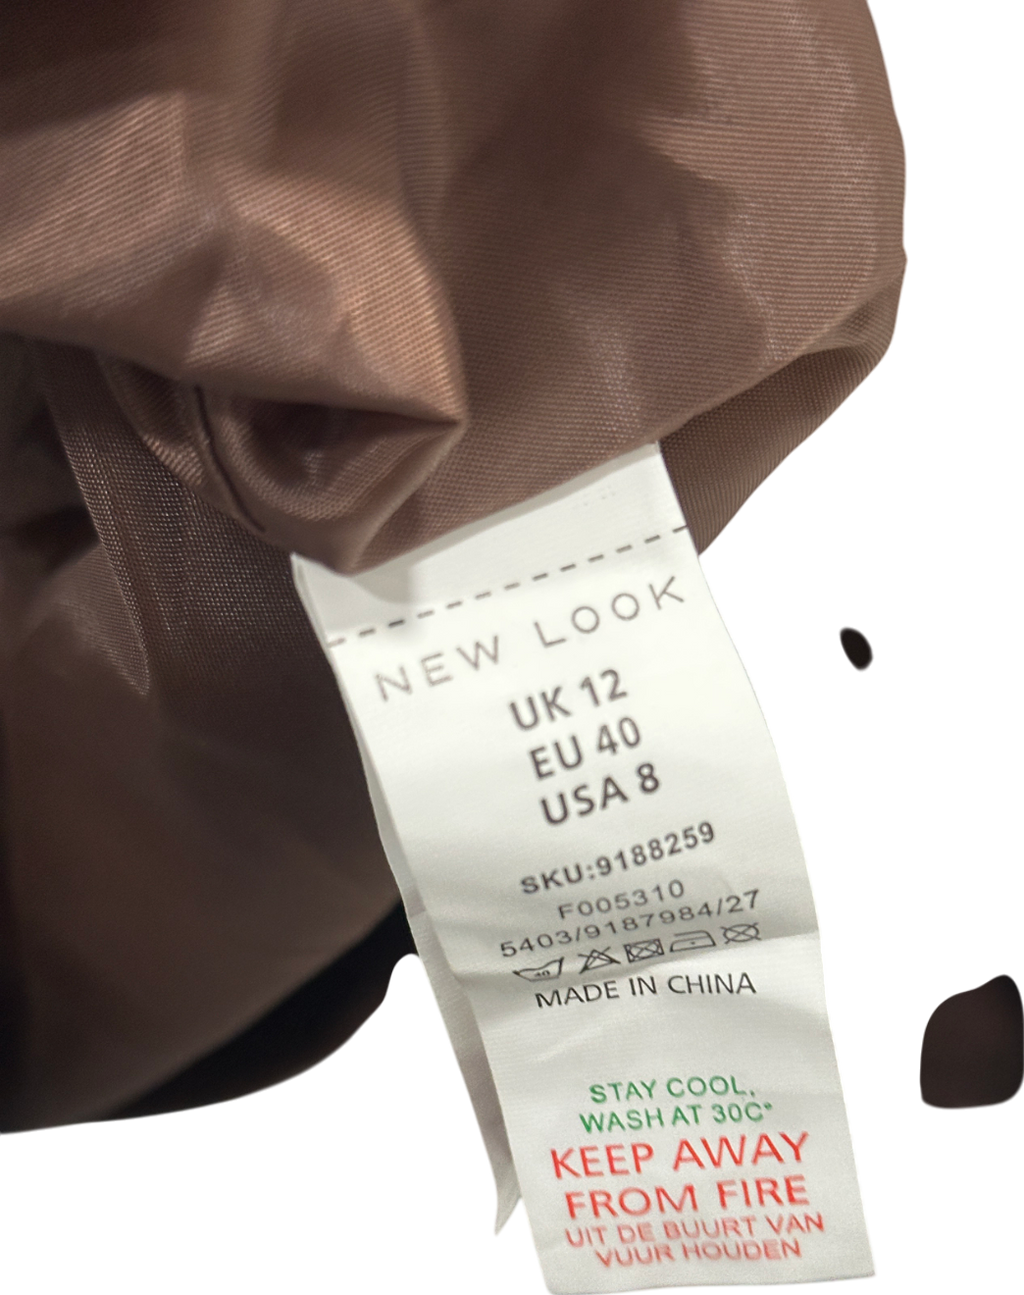 NEW LOOK
UK 12
EU 40
USA 8
SKU:9188259
F005310
5403/9187984/27
40
MADE IN CHINA
STAY COOL,
WASH AT 30C°
KEEP AWAY
FROM FIRE
UIT DE BUURT VAN
VUUR HOUDEN